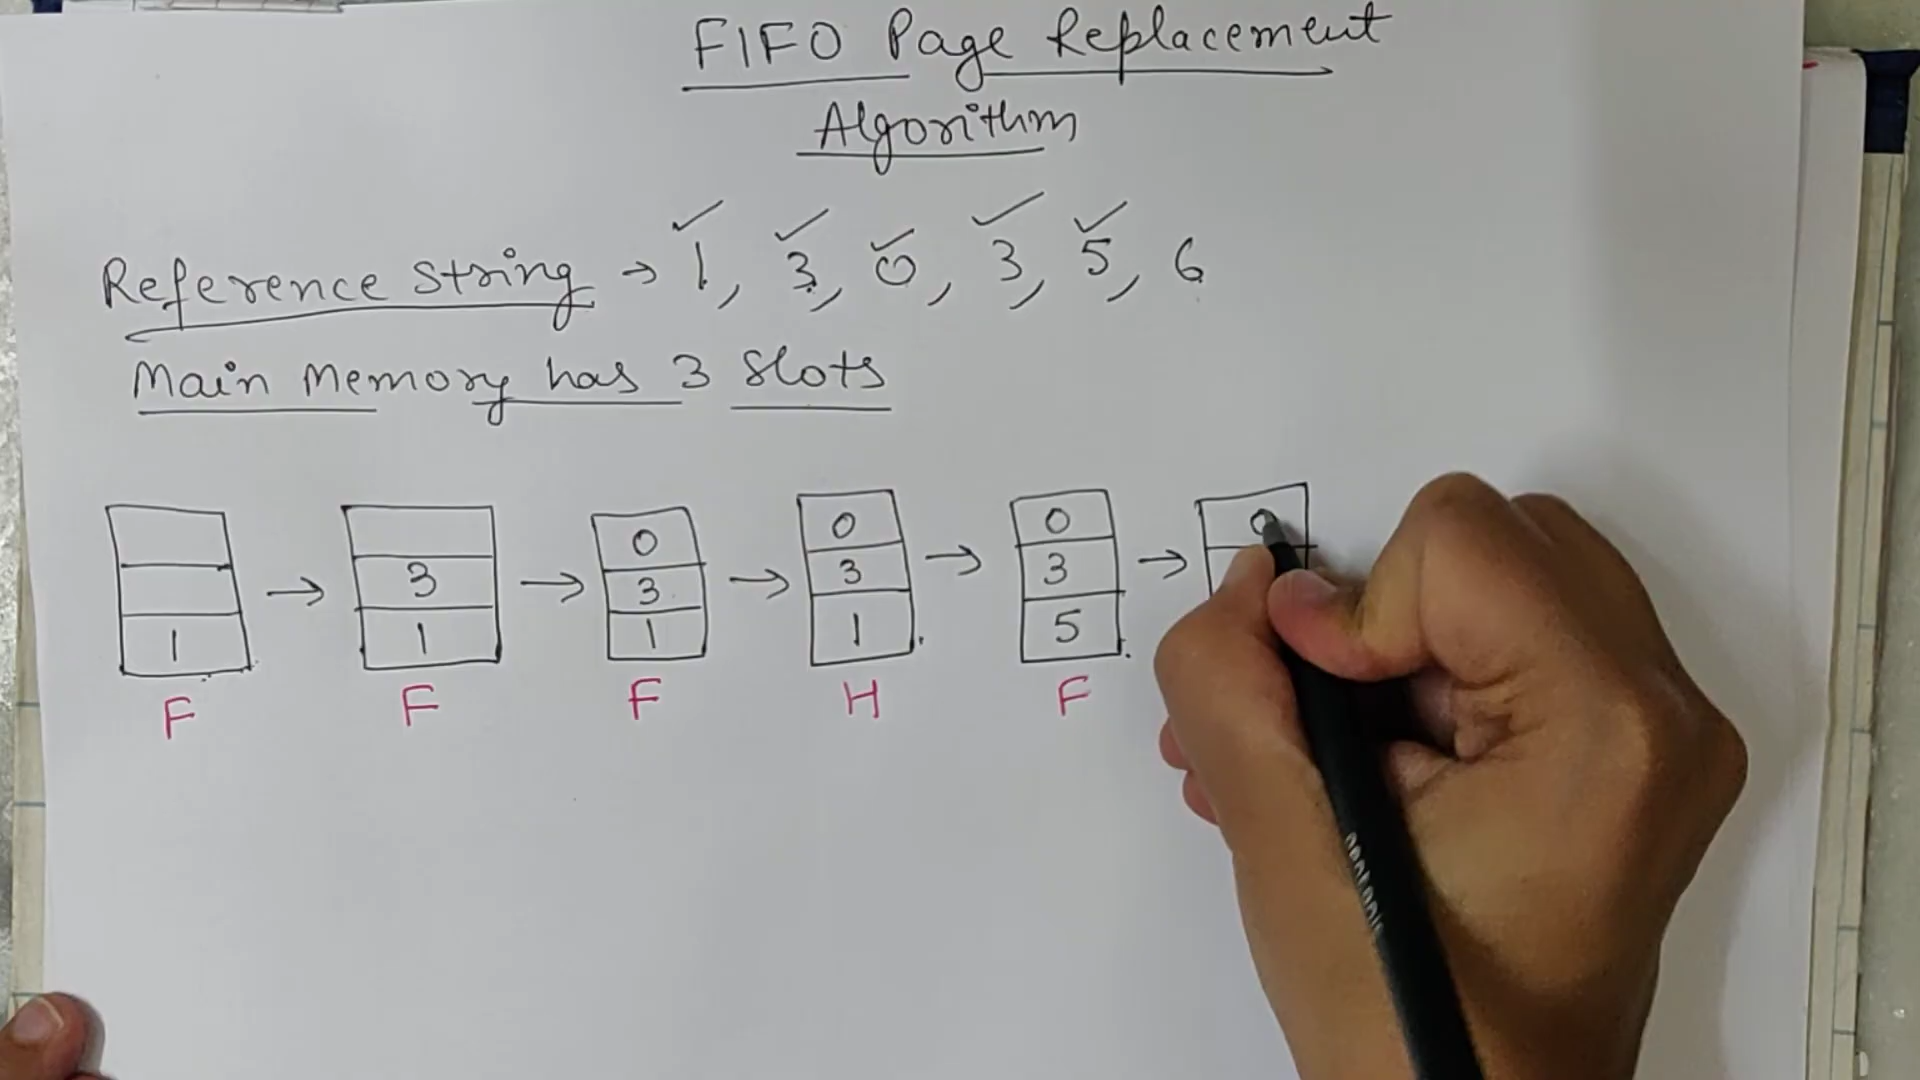 FIFO Page Replacement
Algorithm
Reference String → 1, 3, 0, 3, 5, 6
Main Memory has 3 Slots
0 0 0 0
3 3 3 3
1 1 1 1 5
F F F H F